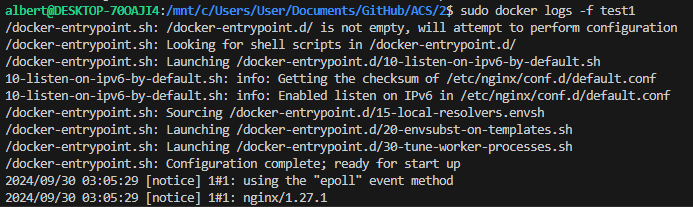 albert@DESKTOP-70OAJI4:/mnt/c/Users/User/Documents/GitHub/ACS/2$ sudo docker logs -f test1
/docker-entrypoint.sh: /docker-entrypoint.d/ is not empty, will attempt to perform configuration
/docker-entrypoint.sh: Looking for shell scripts in /docker-entrypoint.d/
/docker-entrypoint.sh: Launching /docker-entrypoint.d/10-listen-on-ipv6-by-default.sh
10-listen-on-ipv6-by-default.sh: info: Getting the checksum of /etc/nginx/conf.d/default.conf
10-listen-on-ipv6-by-default.sh: info: Enabled listen on IPv6 in /etc/nginx/conf.d/default.conf
/docker-entrypoint.sh: Sourcing /docker-entrypoint.d/15-local-resolvers.envsh
/docker-entrypoint.sh: Launching /docker-entrypoint.d/20-envsubst-on-templates.sh
/docker-entrypoint.sh: Launching /docker-entrypoint.d/30-tune-worker-processes.sh
/docker-entrypoint.sh: Configuration complete; ready for start up
2024/09/30 03:05:29 [notice] 1#1: using the "epoll" event method
2024/09/30 03:05:29 [notice] 1#1: nginx/1.27.1